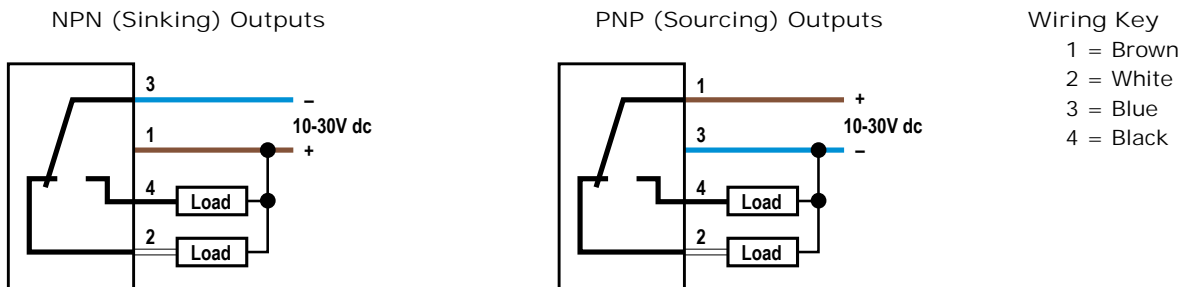 NPN (Sinking) Outputs
3
–
10-30V dc
1
+
4
Load
2
Load
PNP (Sourcing) Outputs
1
+
10-30V dc
3
–
4
Load
2
Load
Wiring Key
1 = Brown
2 = White
3 = Blue
4 = Black